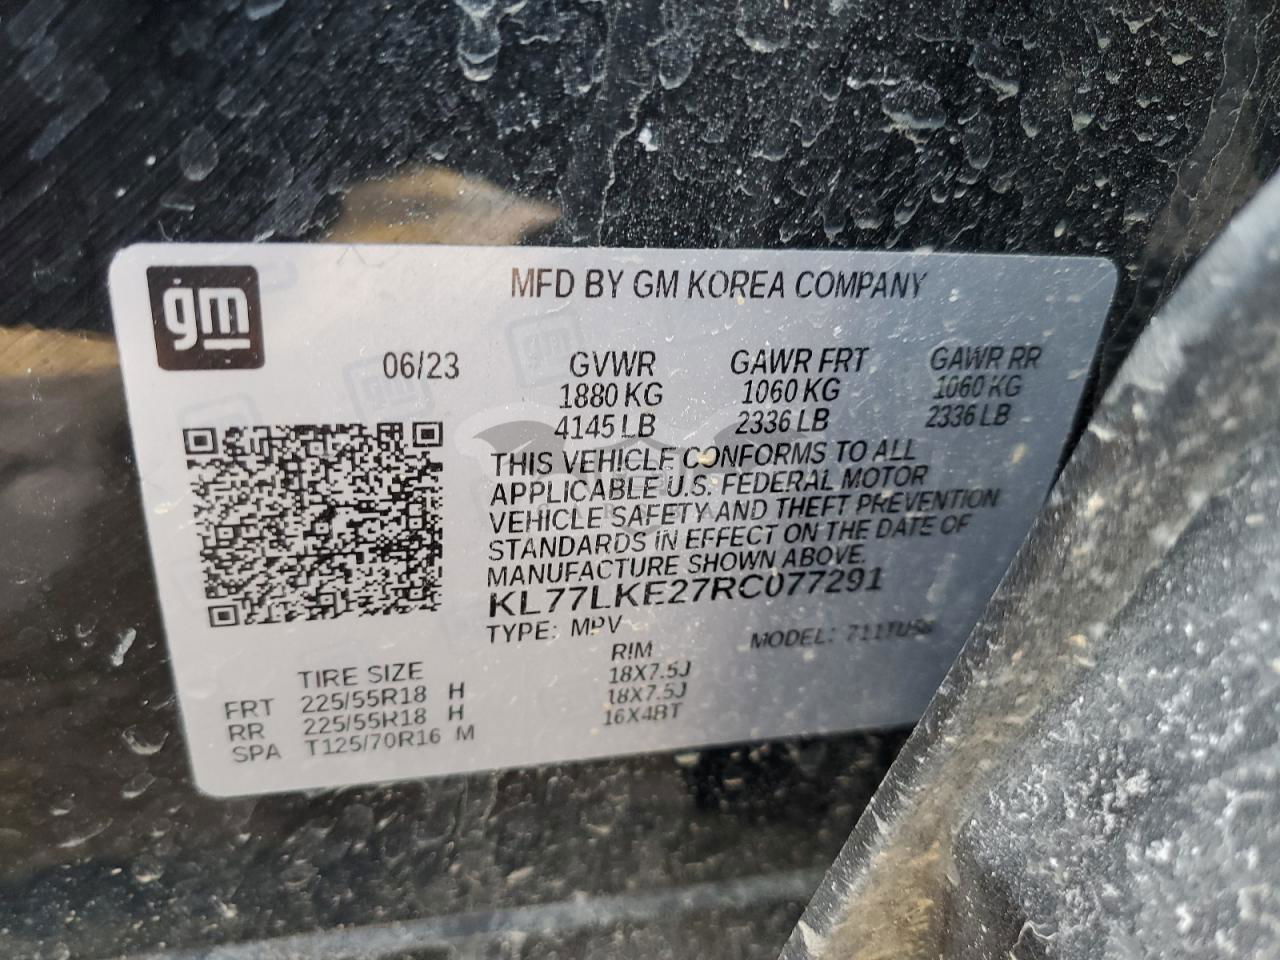 gm
MFD BY GM KOREA COMPANY
06/23 GVWR GAWR FRT GAWR RR
1880 KG 1060 KG 1060 KG
4145 LB 2336 LB 2336 LB
THIS VEHICLE CONFORMS TO ALL
APPLICABLE U.S. FEDERAL MOTOR
VEHICLE SAFETY AND THEFT PREVENTION
STANDARDS IN EFFECT ON THE DATE OF
MANUFACTURE SHOWN ABOVE.
KL77LKE27RC077291
TYPE: MPV MODEL:
TIRE SIZE RIM
FRT 225/55R18 H 18X7.5J
RR 225/55R18 H 18X7.5J
SPA T125/70R16 M 16X4BT